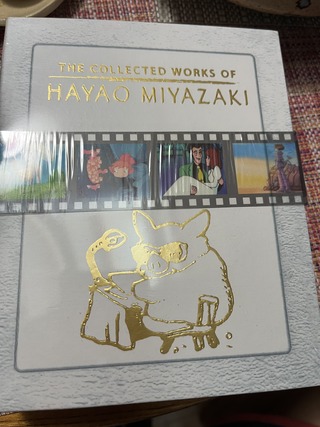 THE COLLECTED WORKS OF
HAYAO MIYAZAKI